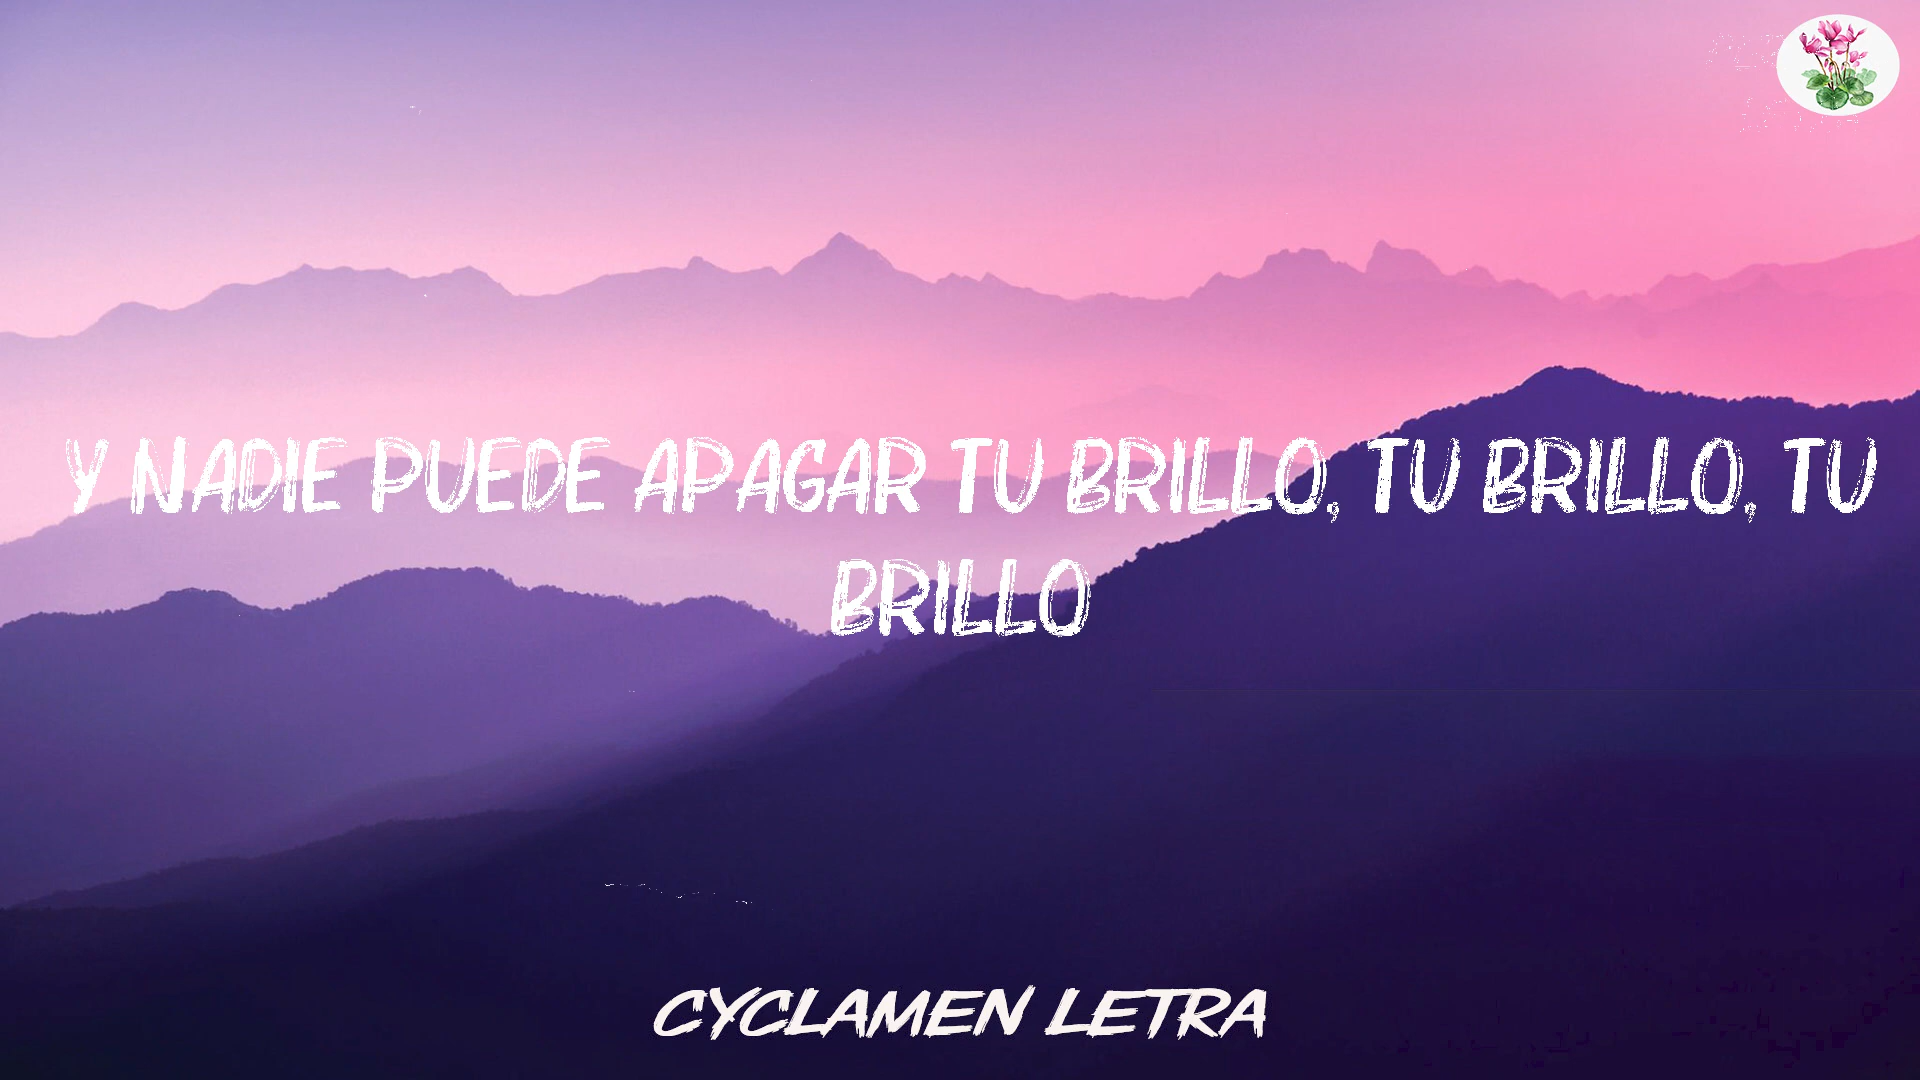 Y NADIE PUEDE APAGAR TU BRILLO, TU BRILLO, TU
BRILLO
CYCLAMEN LETRA